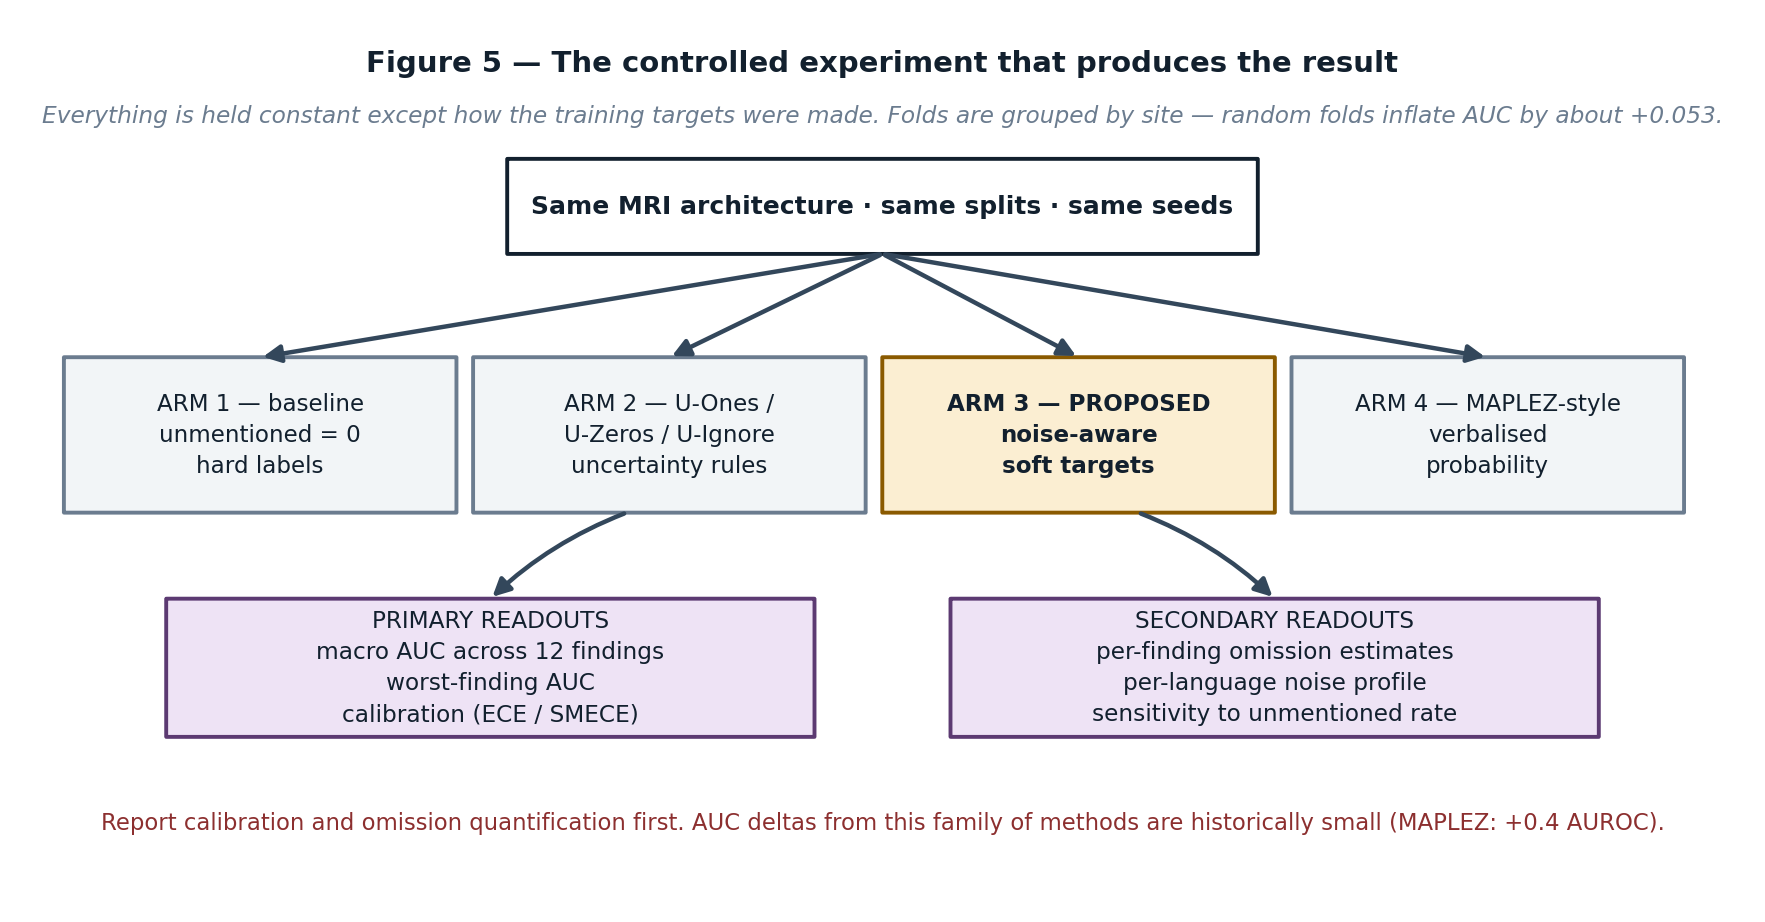 Figure 5 — The controlled experiment that produces the result
Everything is held constant except how the training targets were made. Folds are grouped by site — random folds inflate AUC by about +0.053.
Same MRI architecture · same splits · same seeds
ARM 1 — baseline
unmentioned = 0
hard labels
ARM 2 — U-Ones /
U-Zeros / U-Ignore
uncertainty rules
ARM 3 — PROPOSED
noise-aware
soft targets
ARM 4 — MAPLEZ-style
verbalised
probability
PRIMARY READOUTS
macro AUC across 12 findings
worst-finding AUC
calibration (ECE / SMECE)
SECONDARY READOUTS
per-finding omission estimates
per-language noise profile
sensitivity to unmentioned rate
Report calibration and omission quantification first. AUC deltas from this family of methods are historically small (MAPLEZ: +0.4 AUROC).